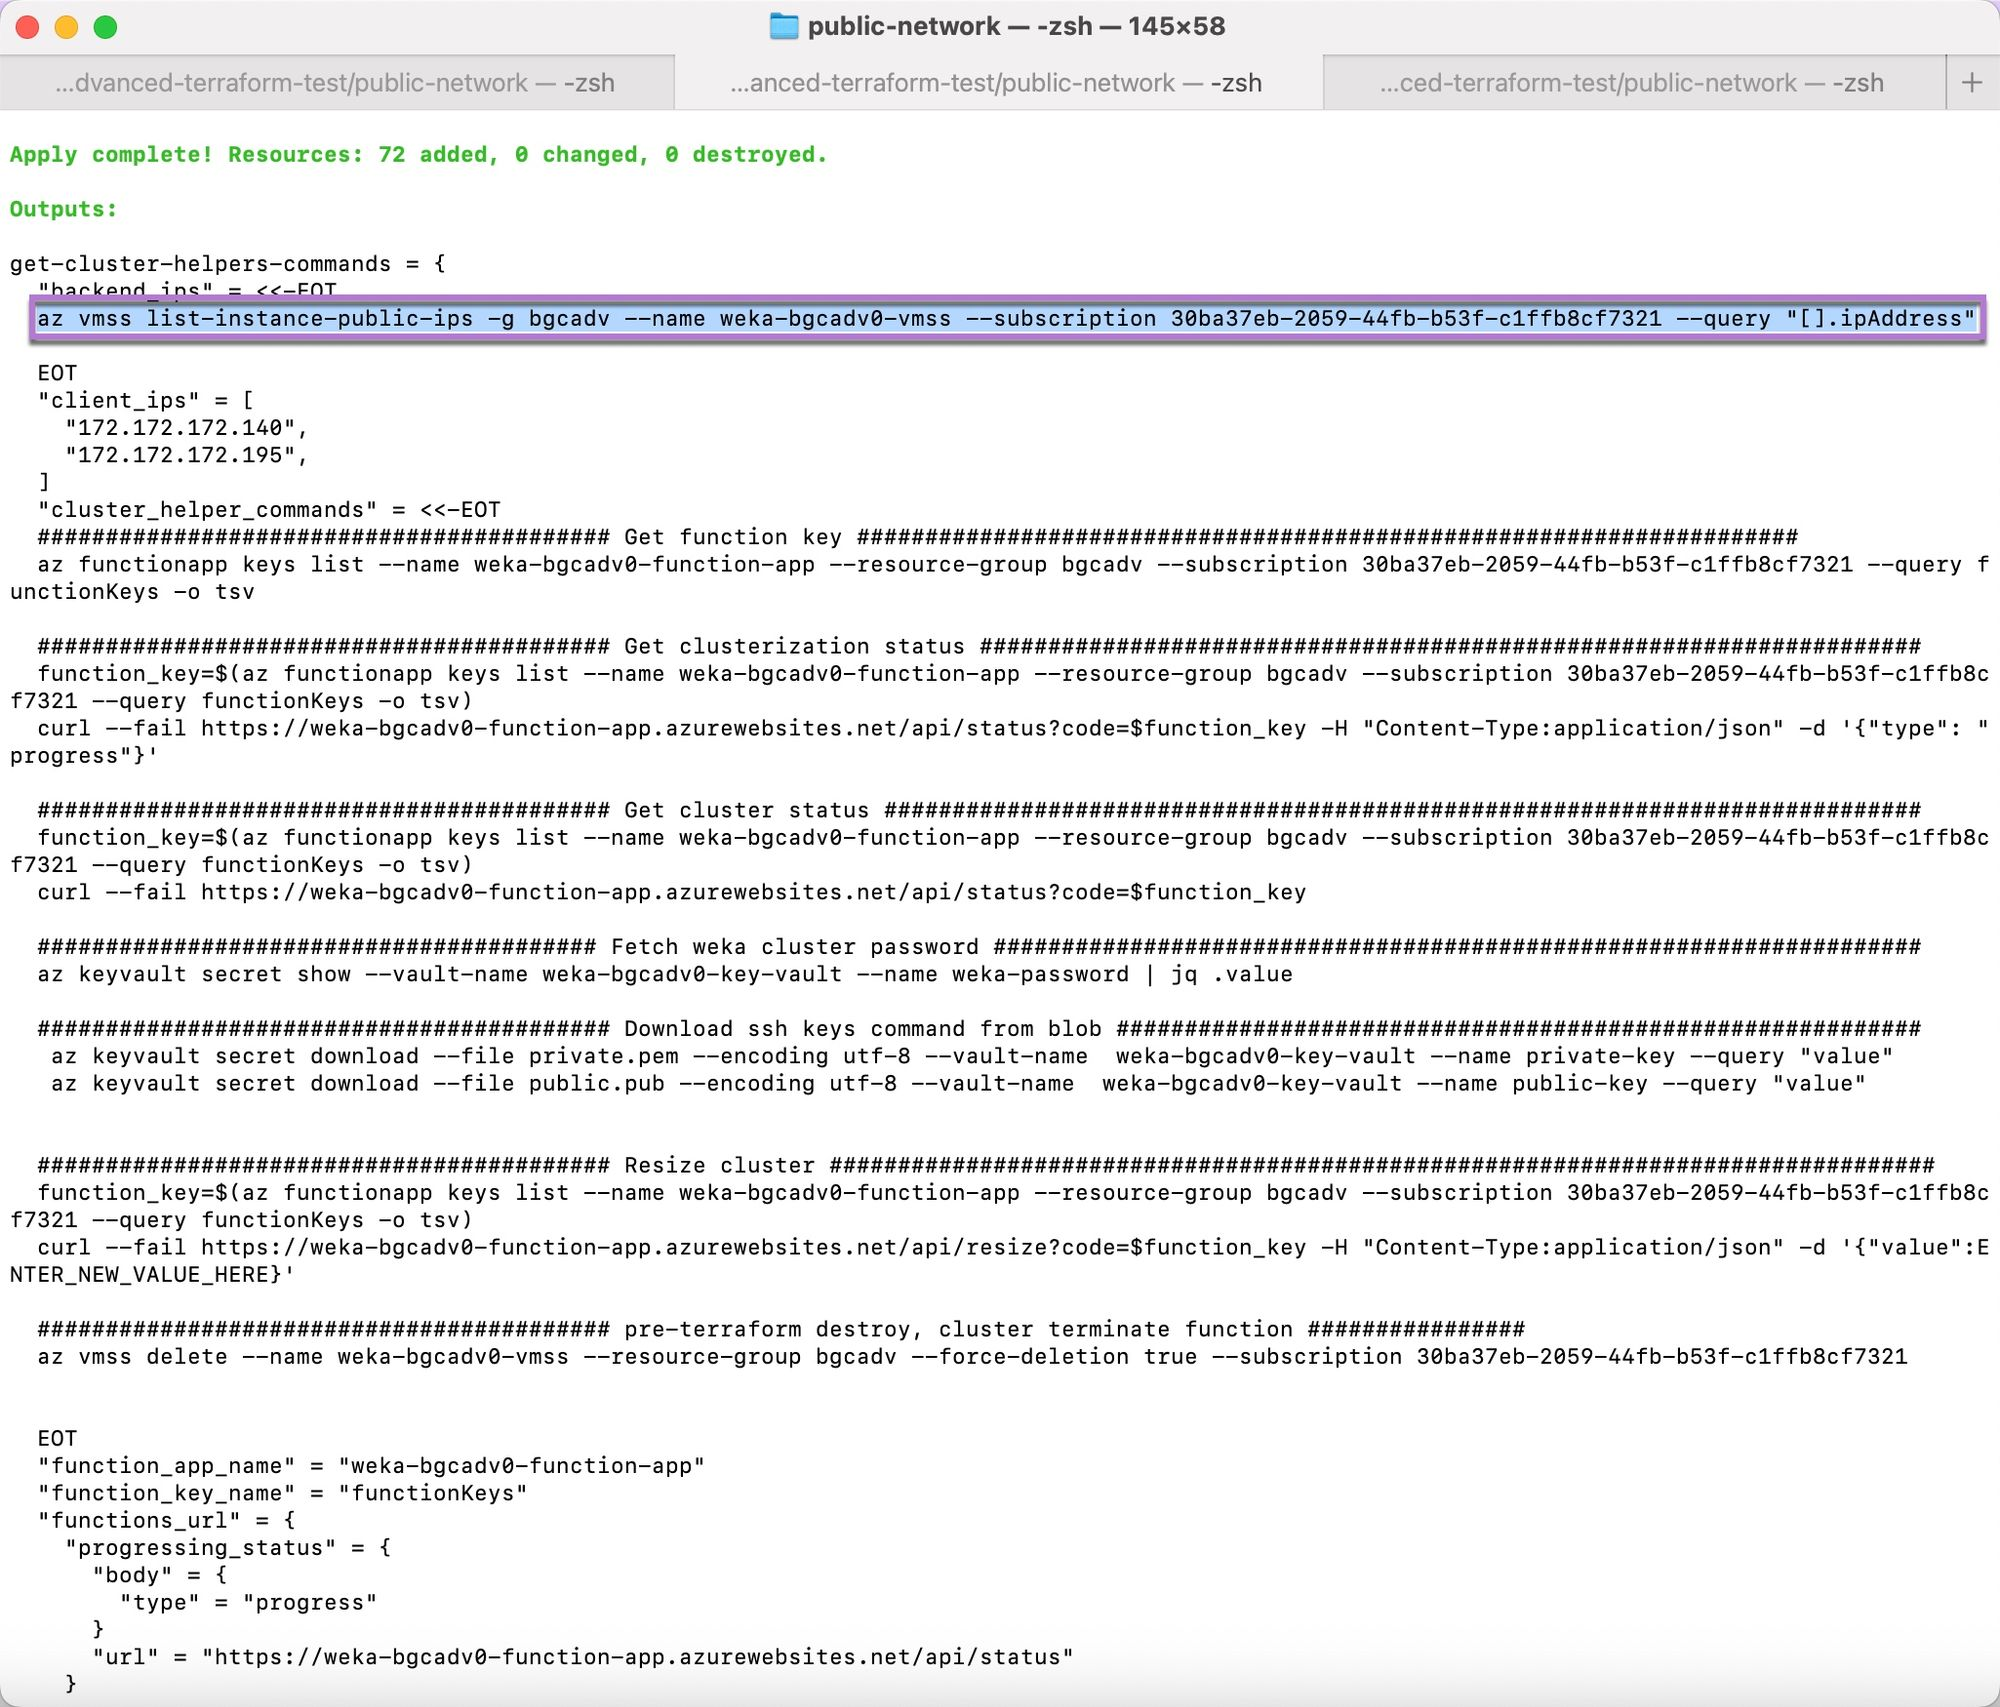 public-network — -zsh — 145×58
...dvanced-terraform-test/public-network — -zsh
...anced-terraform-test/public-network — -zsh
...ced-terraform-test/public-network — -zsh
+
Apply complete! Resources: 72 added, 0 changed, 0 destroyed.
Outputs:
get-cluster-helpers-commands = {
"backend_ips" = <<-EOT
az vmss list-instance-public-ips -g bgcadv --name weka-bgcadv0-vmss --subscription 30ba37eb-2059-44fb-b53f-c1ffb8cf7321 --query "[].ipAddress"
EOT
"client_ips" = [
"172.172.172.140",
"172.172.172.195",
]
"cluster_helper_commands" = <<-EOT
########################################## Get function key #####################################################################
az functionapp keys list --name weka-bgcadv0-function-app --resource-group bgcadv --subscription 30ba37eb-2059-44fb-b53f-c1ffb8cf7321 --query f
unctionKeys -o tsv
########################################## Get clusterization status #####################################################################
function_key=$(az functionapp keys list --name weka-bgcadv0-function-app --resource-group bgcadv --subscription 30ba37eb-2059-44fb-b53f-c1ffb8c
f7321 --query functionKeys -o tsv)
curl --fail https://weka-bgcadv0-function-app.azurewebsites.net/api/status?code=$function_key -H "Content-Type:application/json" -d '{"type": "
progress"}'
########################################## Get cluster status ############################################################################
function_key=$(az functionapp keys list --name weka-bgcadv0-function-app --resource-group bgcadv --subscription 30ba37eb-2059-44fb-b53f-c1ffb8c
f7321 --query functionKeys -o tsv)
curl --fail https://weka-bgcadv0-function-app.azurewebsites.net/api/status?code=$function_key
######################################### Fetch weka cluster password ####################################################################
az keyvault secret show --vault-name weka-bgcadv0-key-vault --name weka-password | jq .value
########################################## Download ssh keys command from blob ###########################################################
az keyvault secret download --file private.pem --encoding utf-8 --vault-name  weka-bgcadv0-key-vault --name private-key --query "value"
az keyvault secret download --file public.pub --encoding utf-8 --vault-name  weka-bgcadv0-key-vault --name public-key --query "value"
########################################## Resize cluster #################################################################################
function_key=$(az functionapp keys list --name weka-bgcadv0-function-app --resource-group bgcadv --subscription 30ba37eb-2059-44fb-b53f-c1ffb8c
f7321 --query functionKeys -o tsv)
curl --fail https://weka-bgcadv0-function-app.azurewebsites.net/api/resize?code=$function_key -H "Content-Type:application/json" -d '{"value":E
NTER_NEW_VALUE_HERE}'
########################################## pre-terraform destroy, cluster terminate function ################
az vmss delete --name weka-bgcadv0-vmss --resource-group bgcadv --force-deletion true --subscription 30ba37eb-2059-44fb-b53f-c1ffb8cf7321
EOT
"function_app_name" = "weka-bgcadv0-function-app"
"function_key_name" = "functionKeys"
"functions_url" = {
"progressing_status" = {
"body" = {
"type" = "progress"
}
"url" = "https://weka-bgcadv0-function-app.azurewebsites.net/api/status"
}